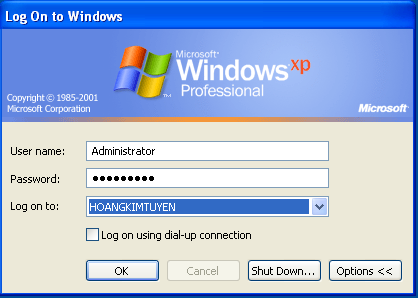 Log On to Windows
Microsoft®
Windows xp
Professional
Copyright © 1985-2001
Microsoft Corporation
Microsoft
User name: Administrator
Password: ●●●●●●●●●
Log on to: HOANGKIMTUYEN
Log on using dial-up connection
OK Cancel Shut Down... Options <<